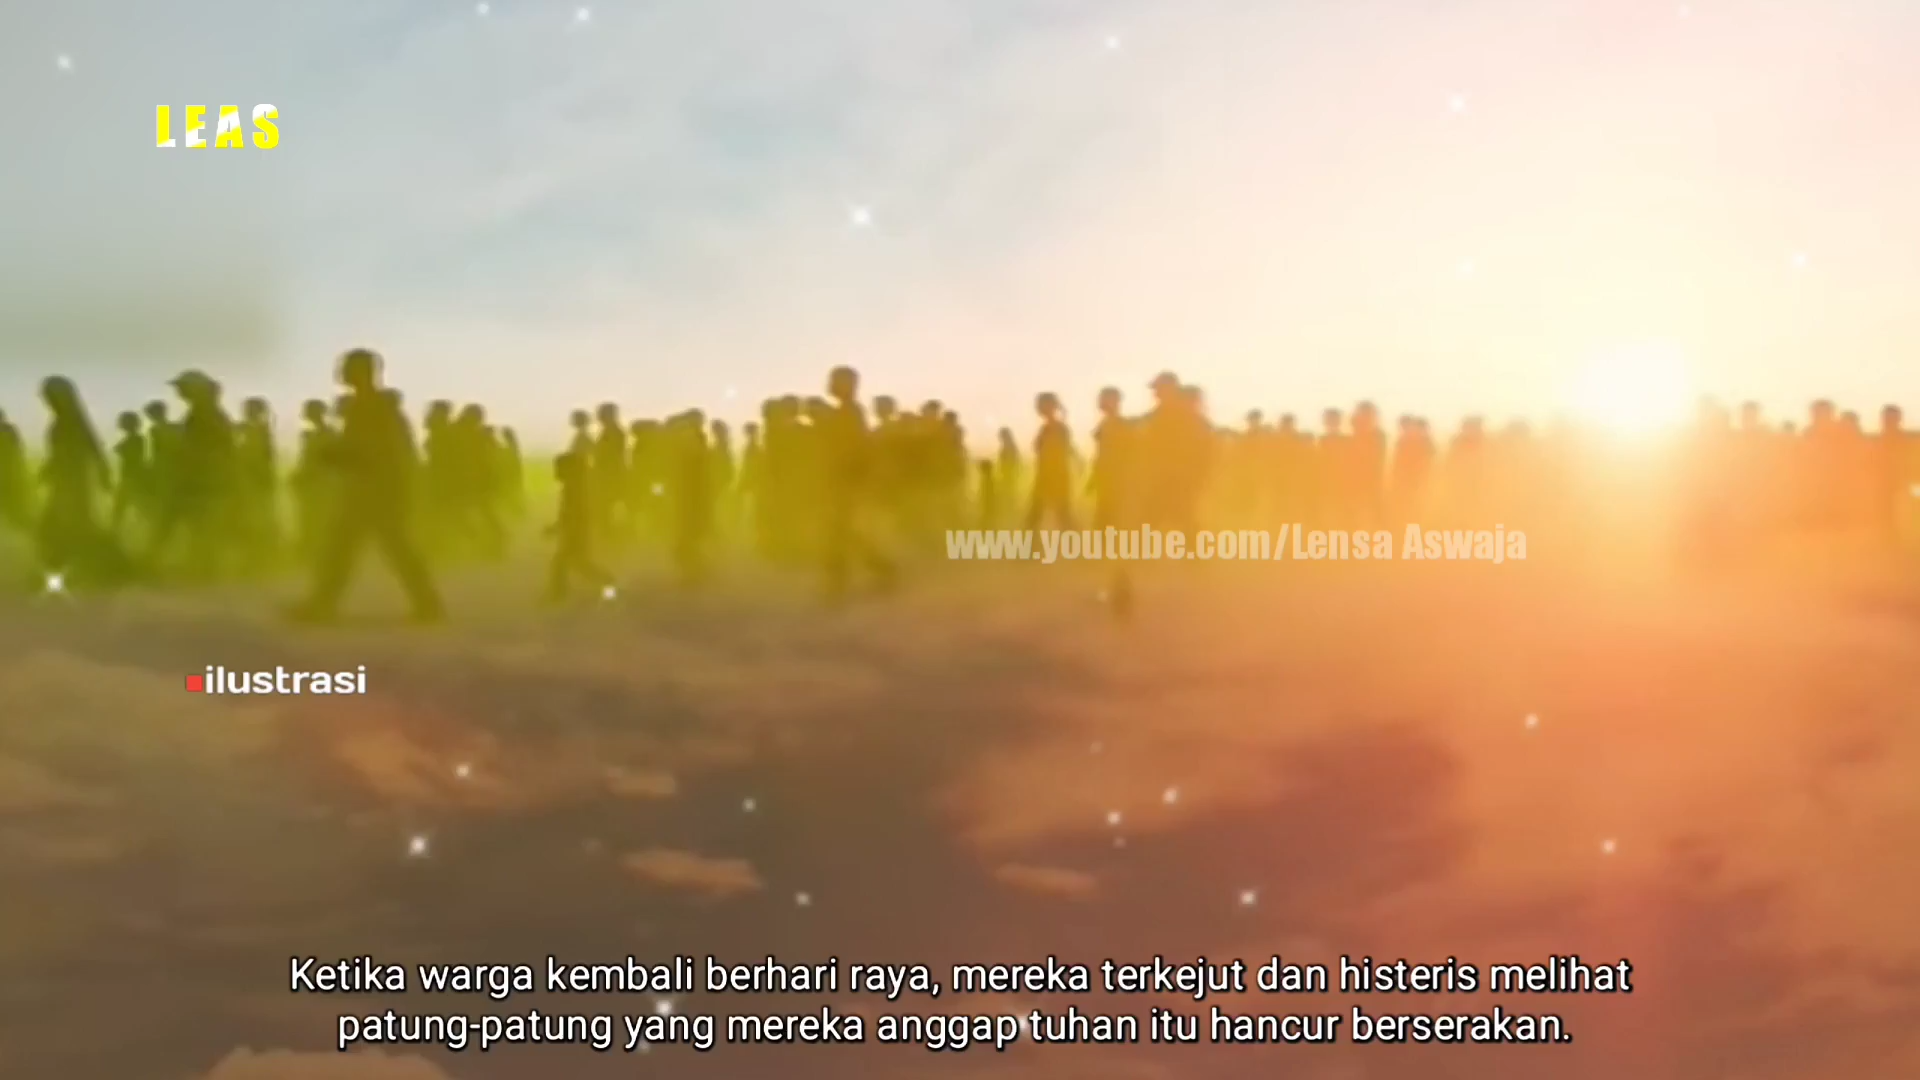 LEAS
www.youtube.com/Lensa Aswaja
ilustrasi
Ketika warga kembali berhari raya, mereka terkejut dan histeris melihat
patung-patung yang mereka anggap tuhan itu hancur berserakan.